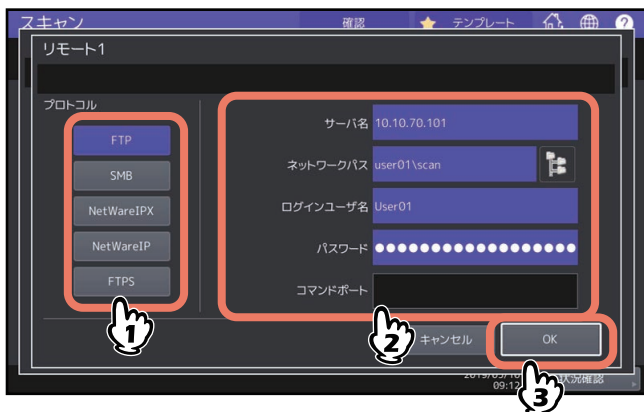 スキャン 確認 テンプレート
リモート1
プロトコル
FTP
SMB
NetWareIPX
NetWareIP
FTPS
サーバ名 10.10.70.101
ネットワークパス user01\scan
ログインユーザ名 User01
パスワード ●●●●●●●●●●●●●●●●●●
コマンドポート
キャンセル OK
09:12 状況確認
1
2
3